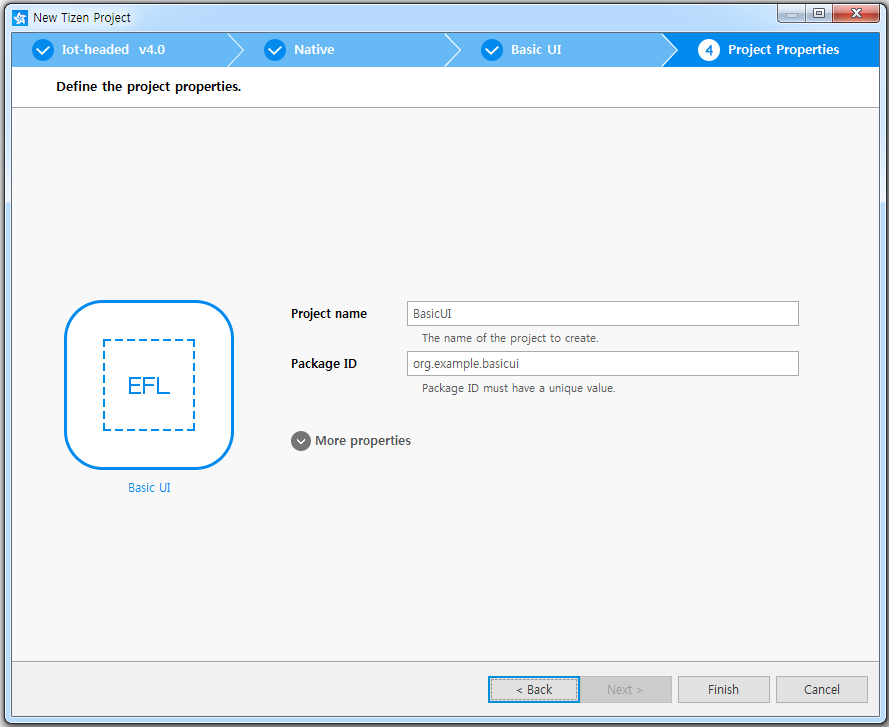 New Tizen Project
Iot-headed v4.0
Native
Basic UI
4 Project Properties
Define the project properties.
EFL
Basic UI
Project name
BasicUI
The name of the project to create.
Package ID
org.example.basicui
Package ID must have a unique value.
More properties
< Back
Next >
Finish
Cancel